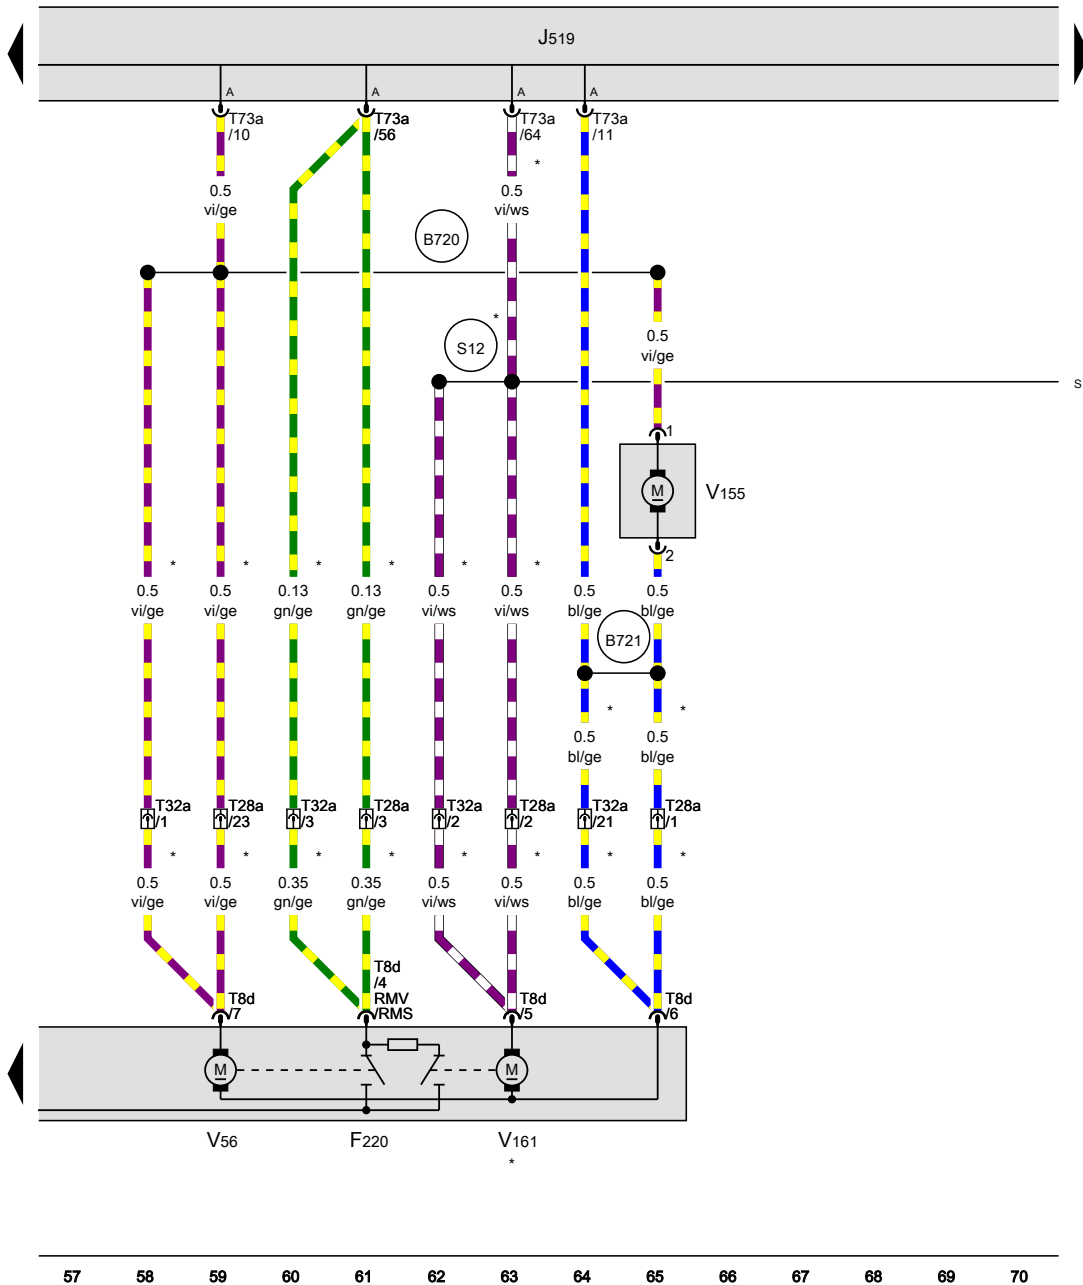 J519
A A A A
T73a T73a T73a T73a
/10 /56 /64 /11
*
0.5 0.5
vi/ge vi/ws
B720
*
S12
0.5
vi/ge
S
1
M V155
2
* * * * * *
0.5 0.5 0.13 0.13 0.5 0.5 0.5 0.5
vi/ge vi/ge gn/ge gn/ge vi/ws vi/ws bl/ge bl/ge
B721
* *
0.5 0.5
bl/ge bl/ge
T32a T28a T32a T28a T32a T28a T32a T28a
/1 /23 /3 /3 /2 /2 /21 /1
* * * * * * * *
0.5 0.5 0.35 0.35 0.5 0.5 0.5 0.5
vi/ge vi/ge gn/ge gn/ge vi/ws vi/ws bl/ge bl/ge
T8d
/4
T8d RMV T8d T8d
/7 /RMS /5 /6
M M
V56 F220 V161
*
57 58 59 60 61 62 63 64 65 66 67 68 69 70